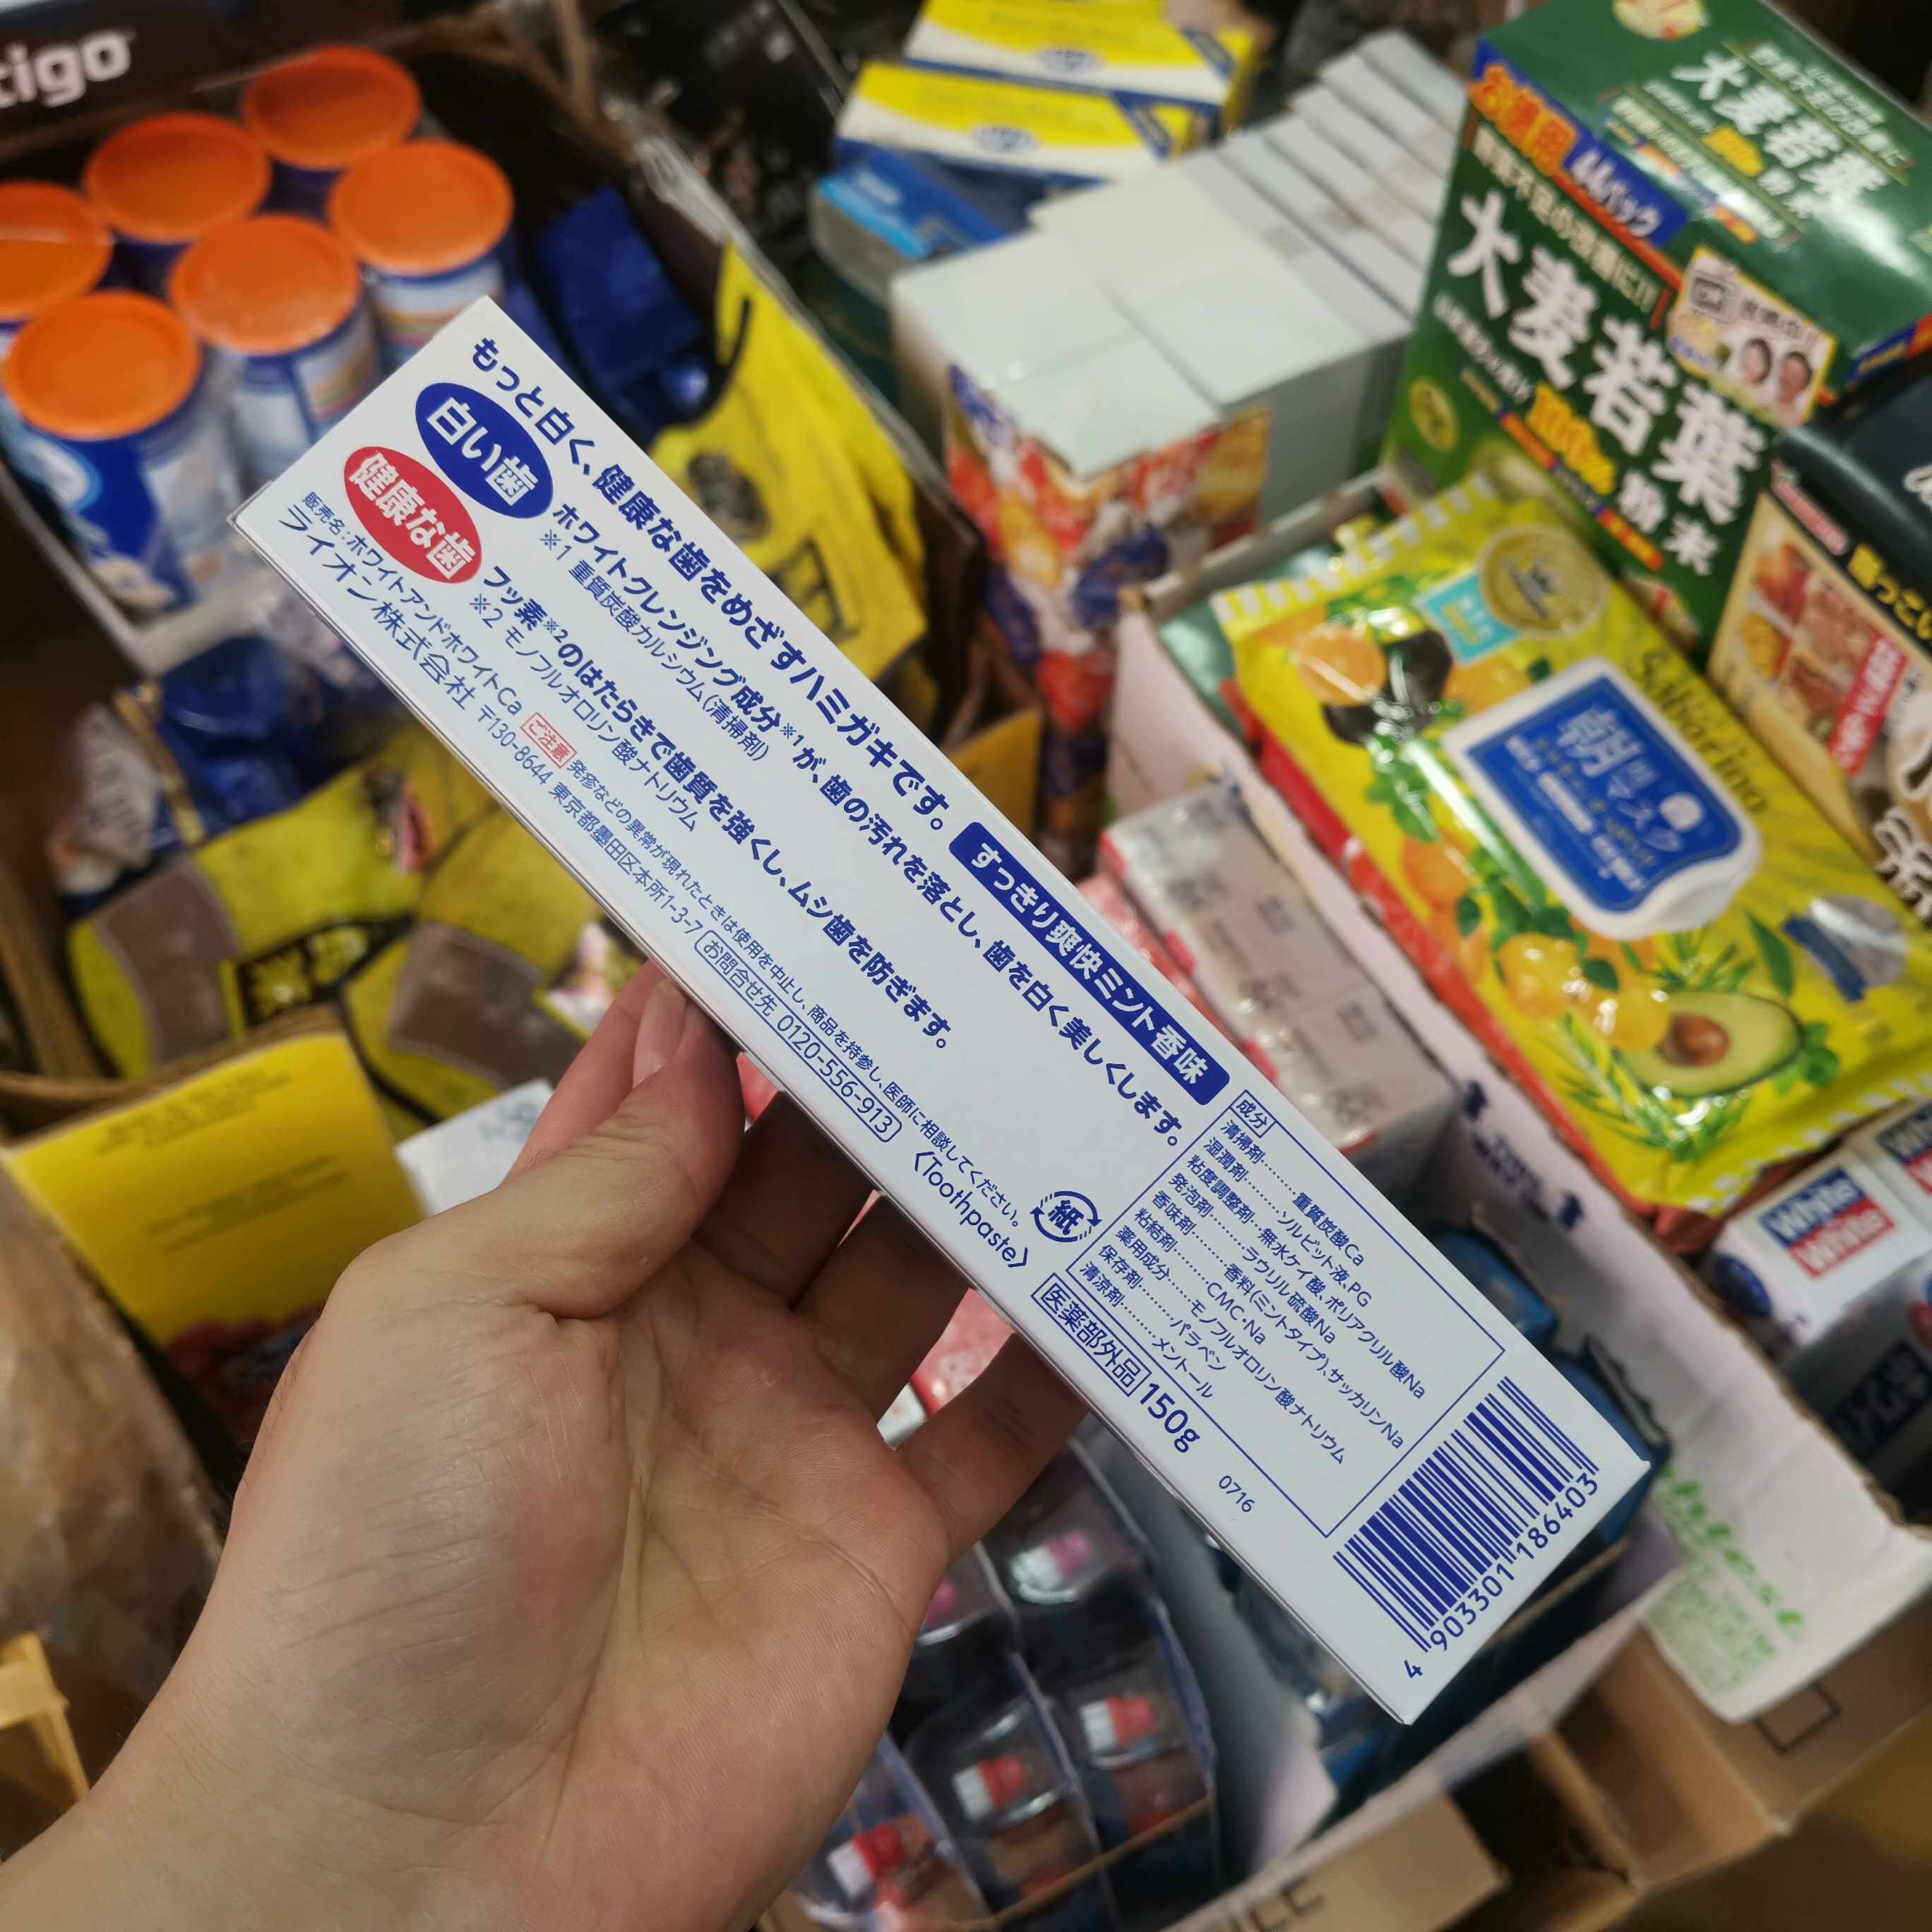 もっと白く、健康な歯をめざすハミガキです。
すっきり爽快ミント香味
白い歯
ホワイトクレンジング成分※1が、歯の汚れを落とし、歯を白く美しくします。
※1 重質炭酸カルシウム(清掃剤)
健康な歯
フッ素※2のはたらきで歯質を強くし、ムシ歯を防ぎます。
※2 モノフルオロリン酸ナトリウム
販売名:ホワイトアンドホワイトCa
ご注意 発疹などの異常が現れたときは使用を中止し、商品を持参し、医師に相談してください。
ライオン株式会社 〒130-8644 東京都墨田区本所1-3-7 お問合せ先 0120-556-913
〈Toothpaste〉
紙
成分
清掃剤………重質炭酸Ca
湿潤剤………ソルビット液、PG
粘度調整剤…無水ケイ酸、ポリアクリル酸Na
発泡剤………ラウリル硫酸Na
香味剤………香料(ミントタイプ)、サッカリンNa
粘結剤………CMC・Na
薬用成分……モノフルオロリン酸ナトリウム
保存剤………パラベン
清涼剤………メントール
医薬部外品 150g
0716
4 903301 186403
tigo
大麦若葉
お徳用
44パック
大麦若葉
100%
粉末
Saborino
朝
マスク
White
White